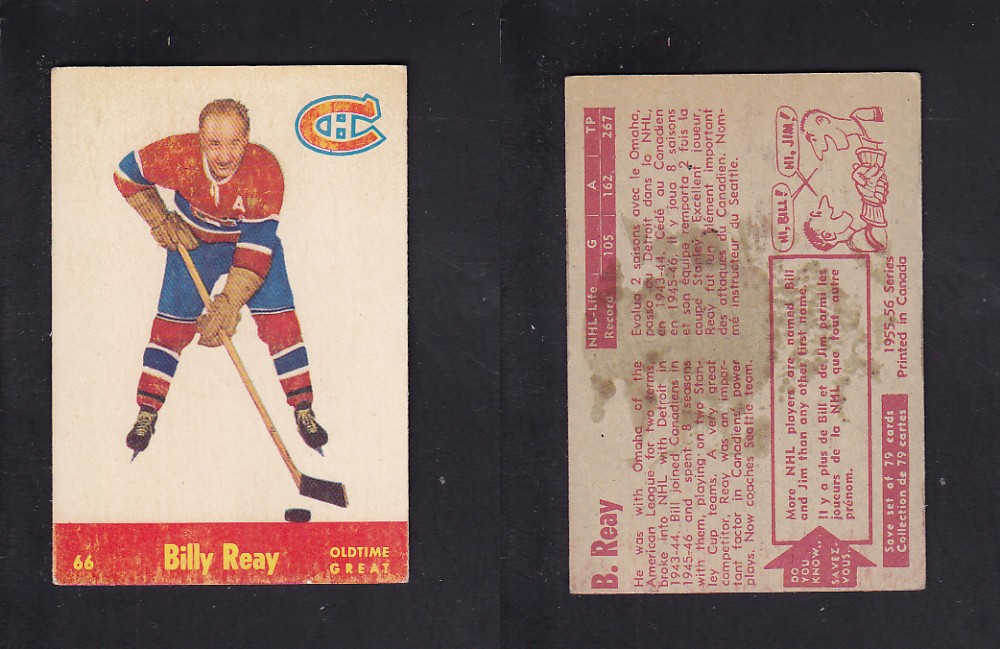 A
66
Billy Reay
OLDTIME
GREAT
B. Reay
NHL-Life G A TP
Record 105 162 267
He was with Omaha of the
American League for two terms,
broke into NHL with Detroit in
1943-44. Bill joined Canadiens in
1945-46 and spent 8 seasons
with them, playing on two Stan-
ley Cup teams. A very great
competitor, Reay was an impor-
tant factor in Canadiens' power
plays. Now coaches Seattle team.
Evolua 2 saisons avec le Omaha,
passa au Detroit dans la NHL,
en 1943-44. Cédé au Canadien
en 1945-46, il y joua 8 saisons
et son équipe remporta 2 fois la
coupe Stanley. Excellent joueur,
Reay fut un élément important
des attaques du Canadien. Nom-
mé instructeur du Seattle.
HI, BILL!
HI, JIM!
DO
YOU
KNOW..
SAVEZ-
VOUS..
More NHL players are named Bill
and Jim than any other first name.
Il y a plus de Bill et de Jim parmi les
joueurs de la NHL que tout autre
prénom.
Save set of 79 cards
Collection de 79 cartes
1955-56 Series
Printed in Canada